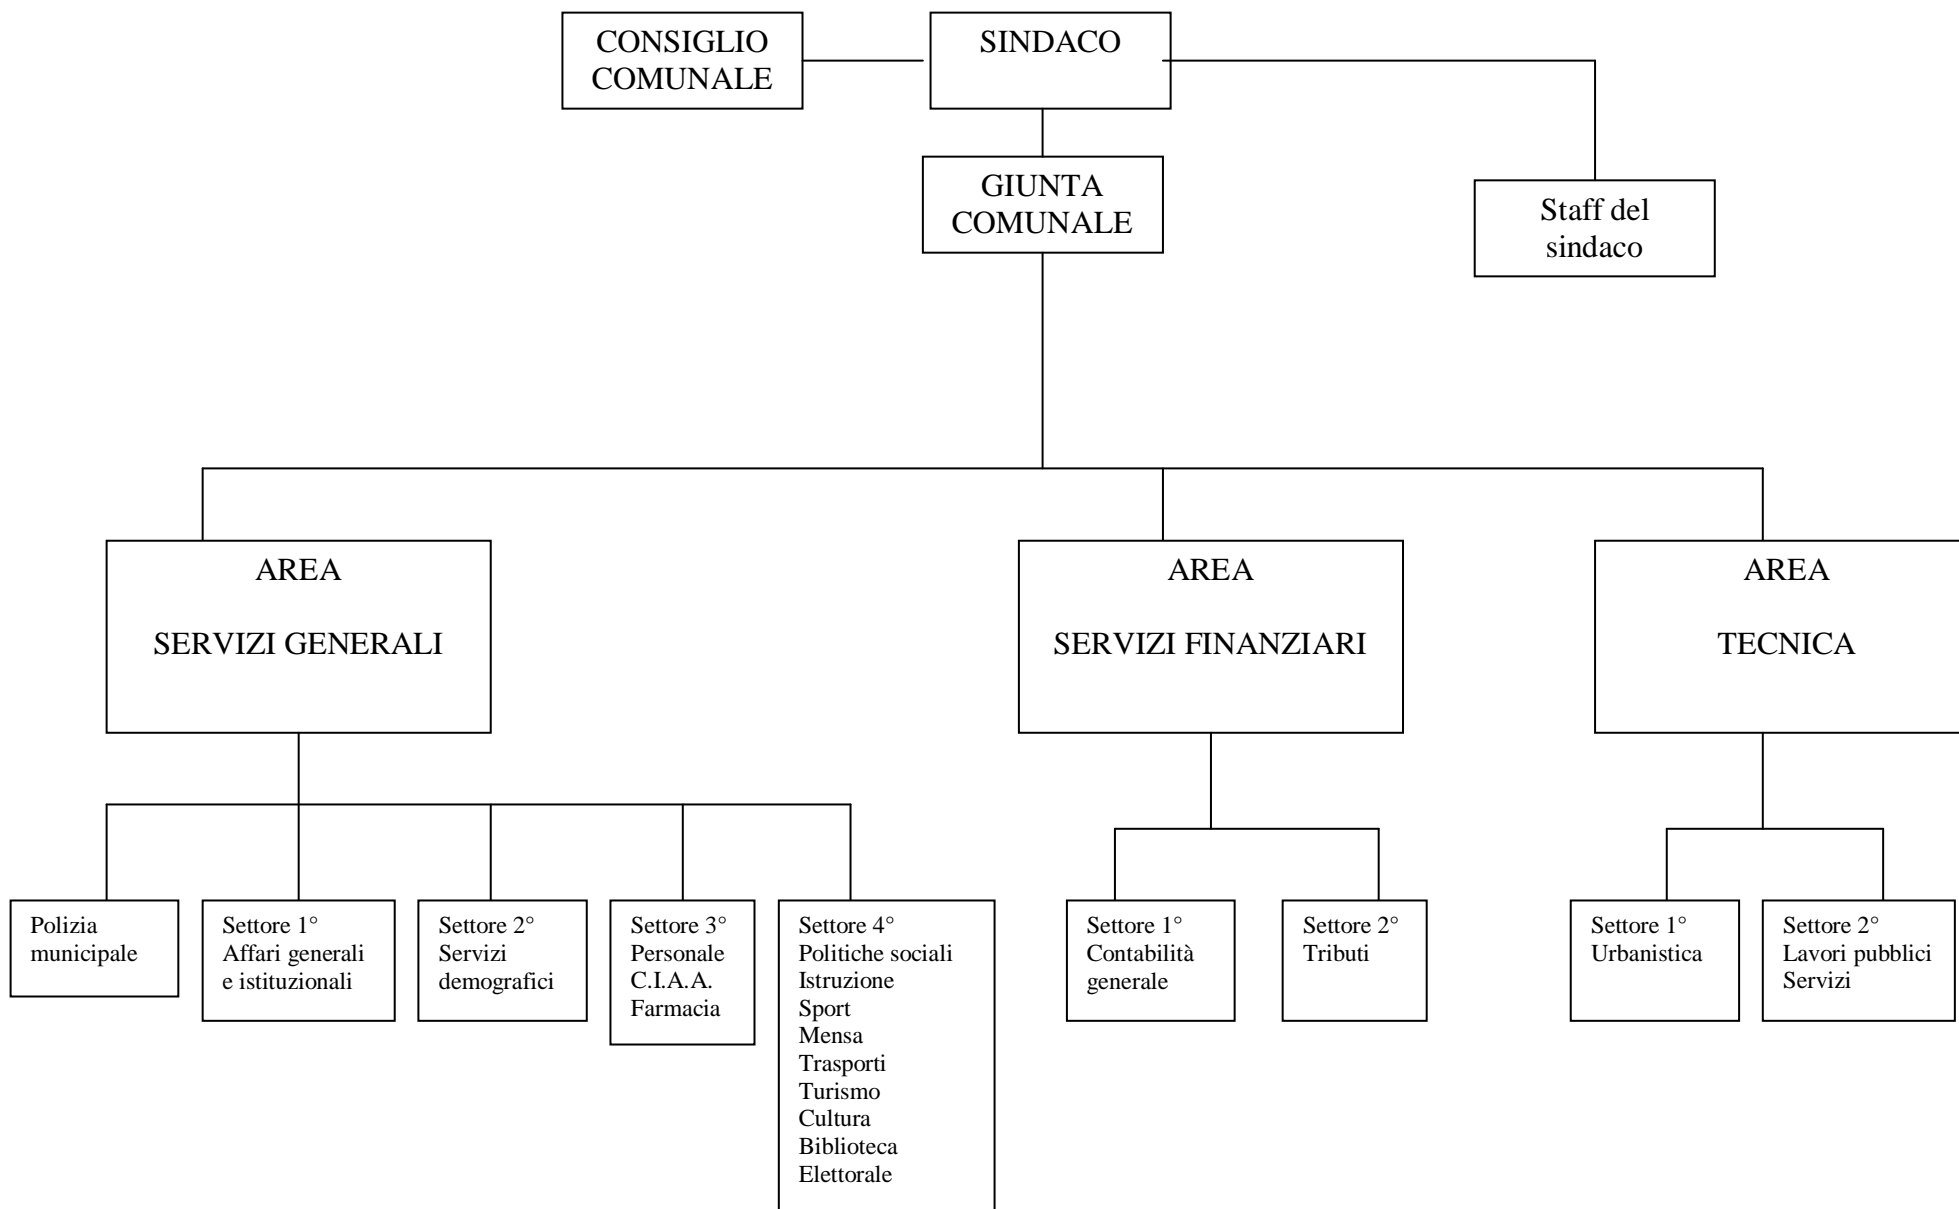 CONSIGLIO
COMUNALE
SINDACO
GIUNTA
COMUNALE
Staff del
sindaco
AREA
SERVIZI GENERALI
AREA
SERVIZI FINANZIARI
AREA
TECNICA
Polizia
municipale
Settore 1°
Affari generali
e istituzionali
Settore 2°
Servizi
demografici
Settore 3°
Personale
C.I.A.A.
Farmacia
Settore 4°
Politiche sociali
Istruzione
Sport
Mensa
Trasporti
Turismo
Cultura
Biblioteca
Elettorale
Settore 1°
Contabilità
generale
Settore 2°
Tributi
Settore 1°
Urbanistica
Settore 2°
Lavori pubblici
Servizi